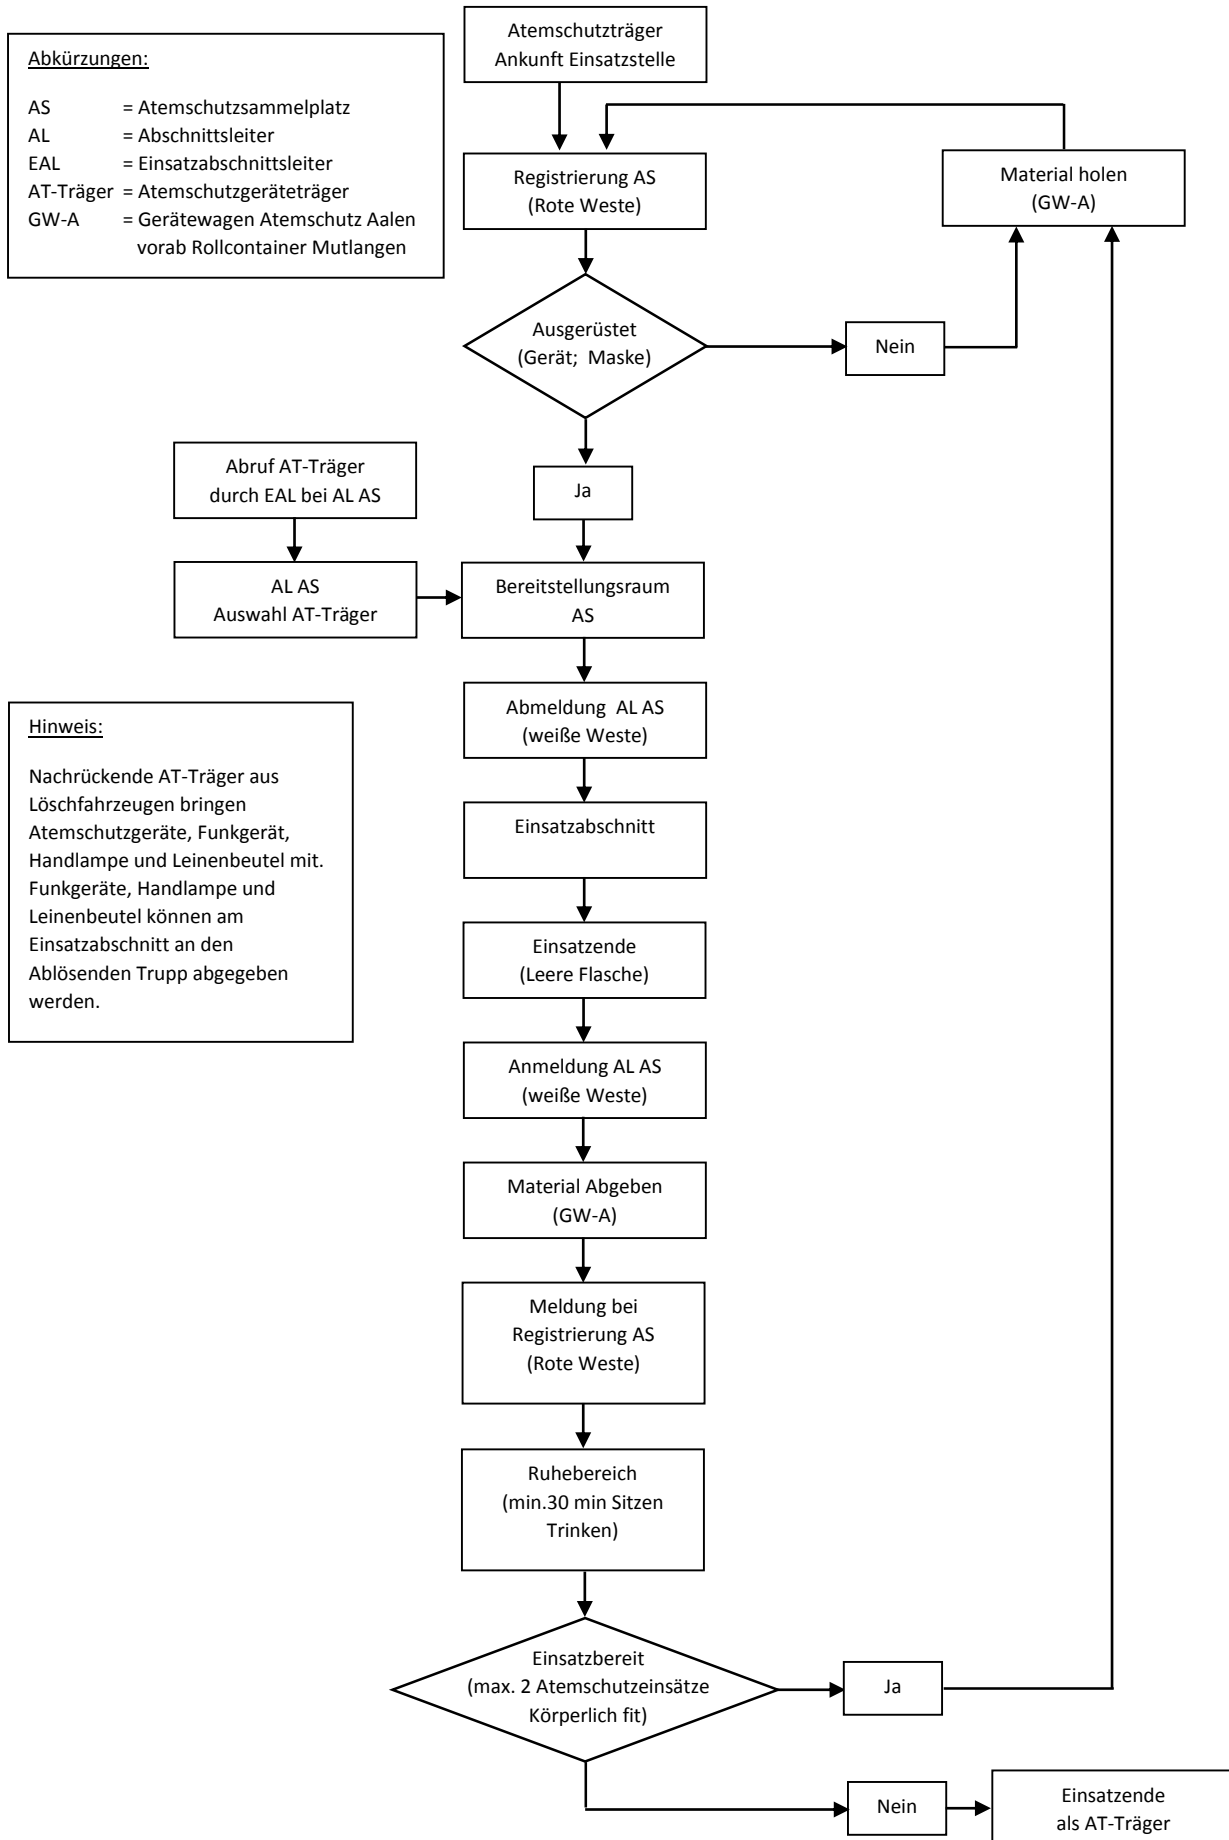 Atemschutzträger
Ankunft Einsatzstelle
Abkürzungen:
AS = Atemschutzsammelplatz
AL = Abschnittsleiter
EAL = Einsatzabschnittsleiter
AT-Träger = Atemschutzgeräteträger
GW-A = Gerätewagen Atemschutz Aalen
vorab Rollcontainer Mutlangen
Registrierung AS
(Rote Weste)
Material holen
(GW-A)
Ausgerüstet
(Gerät;  Maske)
Nein
Abruf AT-Träger
durch EAL bei AL AS
Ja
AL AS
Auswahl AT-Träger
Bereitstellungsraum
AS
Abmeldung  AL AS
(weiße Weste)
Hinweis:
Nachrückende AT-Träger aus
Löschfahrzeugen bringen
Atemschutzgeräte, Funkgerät,
Handlampe und Leinenbeutel mit.
Funkgeräte, Handlampe und
Leinenbeutel können am
Einsatzabschnitt an den
Ablösenden Trupp abgegeben
werden.
Einsatzabschnitt
Einsatzende
(Leere Flasche)
Anmeldung AL AS
(weiße Weste)
Material Abgeben
(GW-A)
Meldung bei
Registrierung AS
(Rote Weste)
Ruhebereich
(min.30 min Sitzen
Trinken)
Einsatzbereit
(max. 2 Atemschutzeinsätze
Körperlich fit)
Ja
Nein
Einsatzende
als AT-Träger